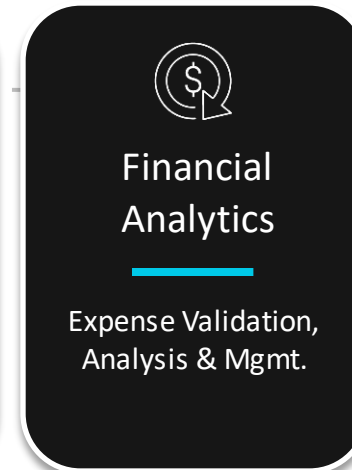 $
Financial
Analytics
Expense Validation,
Analysis & Mgmt.